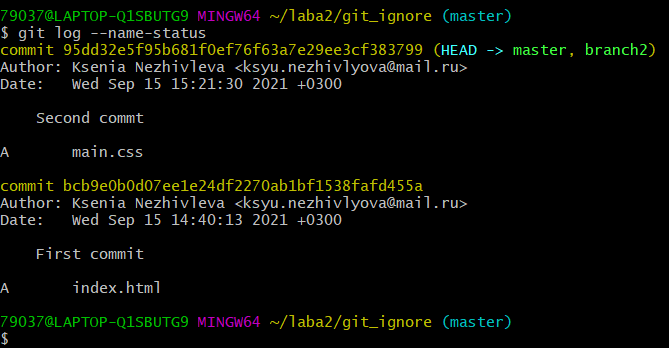 79037@LAPTOP-Q1SBUTG9 MINGW64 ~/laba2/git_ignore (master)
$ git log --name-status
commit 95dd32e5f95b681f0ef76f63a7e29ee3cf383799 (HEAD -> master, branch2)
Author: Ksenia Nezhivleva <ksyu.nezhivlyova@mail.ru>
Date:   Wed Sep 15 15:21:30 2021 +0300
    Second commt
A       main.css
commit bcb9e0b0d07ee1e24df2270ab1bf1538fafd455a
Author: Ksenia Nezhivleva <ksyu.nezhivlyova@mail.ru>
Date:   Wed Sep 15 14:40:13 2021 +0300
    First commit
A       index.html
79037@LAPTOP-Q1SBUTG9 MINGW64 ~/laba2/git_ignore (master)
$